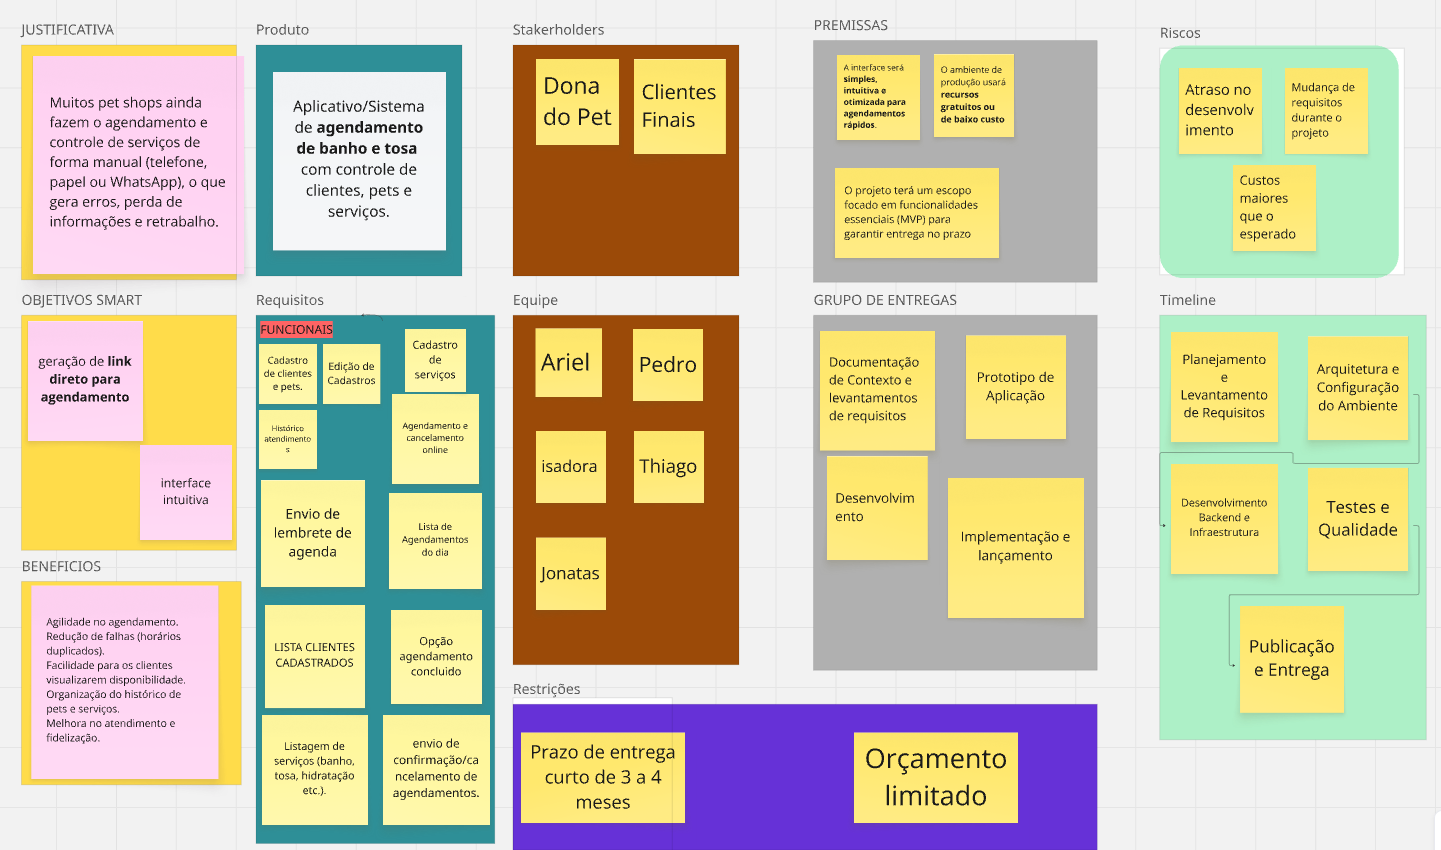 JUSTIFICATIVA
Muitos pet shops ainda
fazem o agendamento e
controle de serviços de
forma manual (telefone,
papel ou WhatsApp), o que
gera erros, perda de
informações e retrabalho.
Produto
Aplicativo/Sistema
de agendamento
de banho e tosa
com controle de
clientes, pets e
serviços.
Stakeholders
Dona
do Pet
Clientes
Finais
PREMISSAS
A interface será
simples,
intuitiva e
otimizada para
agendamentos
rápidos.
O ambiente de
produção usará
recursos
gratuitos ou
de baixo custo
O projeto terá um escopo
focado em funcionalidades
essenciais (MVP) para
garantir entrega no prazo
Riscos
Atraso no
desenvolv
imento
Mudança de
requisitos
durante o
projeto
Custos
maiores
que o
esperado
OBJETIVOS SMART
geração de link
direto para
agendamento
interface
intuitiva
BENEFICIOS
Agilidade no agendamento.
Redução de falhas (horários
duplicados).
Facilidade para os clientes
visualizarem disponibilidade.
Organização do histórico de
pets e serviços.
Melhora no atendimento e
fidelização.
Requisitos
FUNCIONAIS
Cadastro
de clientes
e pets.
Edição de
Cadastros
Cadastro
de
serviços
Histórico
atendimento
s
Agendamento e
cancelamento
online
Envio de
lembrete de
agenda
Lista de
Agendamentos
do dia
LISTA CLIENTES
CADASTRADOS
Opção
agendamento
concluido
Listagem de
serviços (banho,
tosa, hidratação
etc.).
envio de
confirmação/ca
ncelamento de
agendamentos.
Equipe
Ariel
Pedro
isadora
Thiago
Jonatas
GRUPO DE ENTREGAS
Documentação
de Contexto e
levantamentos
de requisitos
Prototipo de
Aplicação
Desenvolvim
ento
Implementação e
lançamento
Restrições
Prazo de entrega
curto de 3 a 4
meses
Orçamento
limitado
Timeline
Planejamento
e
Levantamento
de Requisitos
Arquitetura e
Configuração
do Ambiente
Desenvolvimento
Backend e
Infraestrutura
Testes e
Qualidade
Publicação
e Entrega